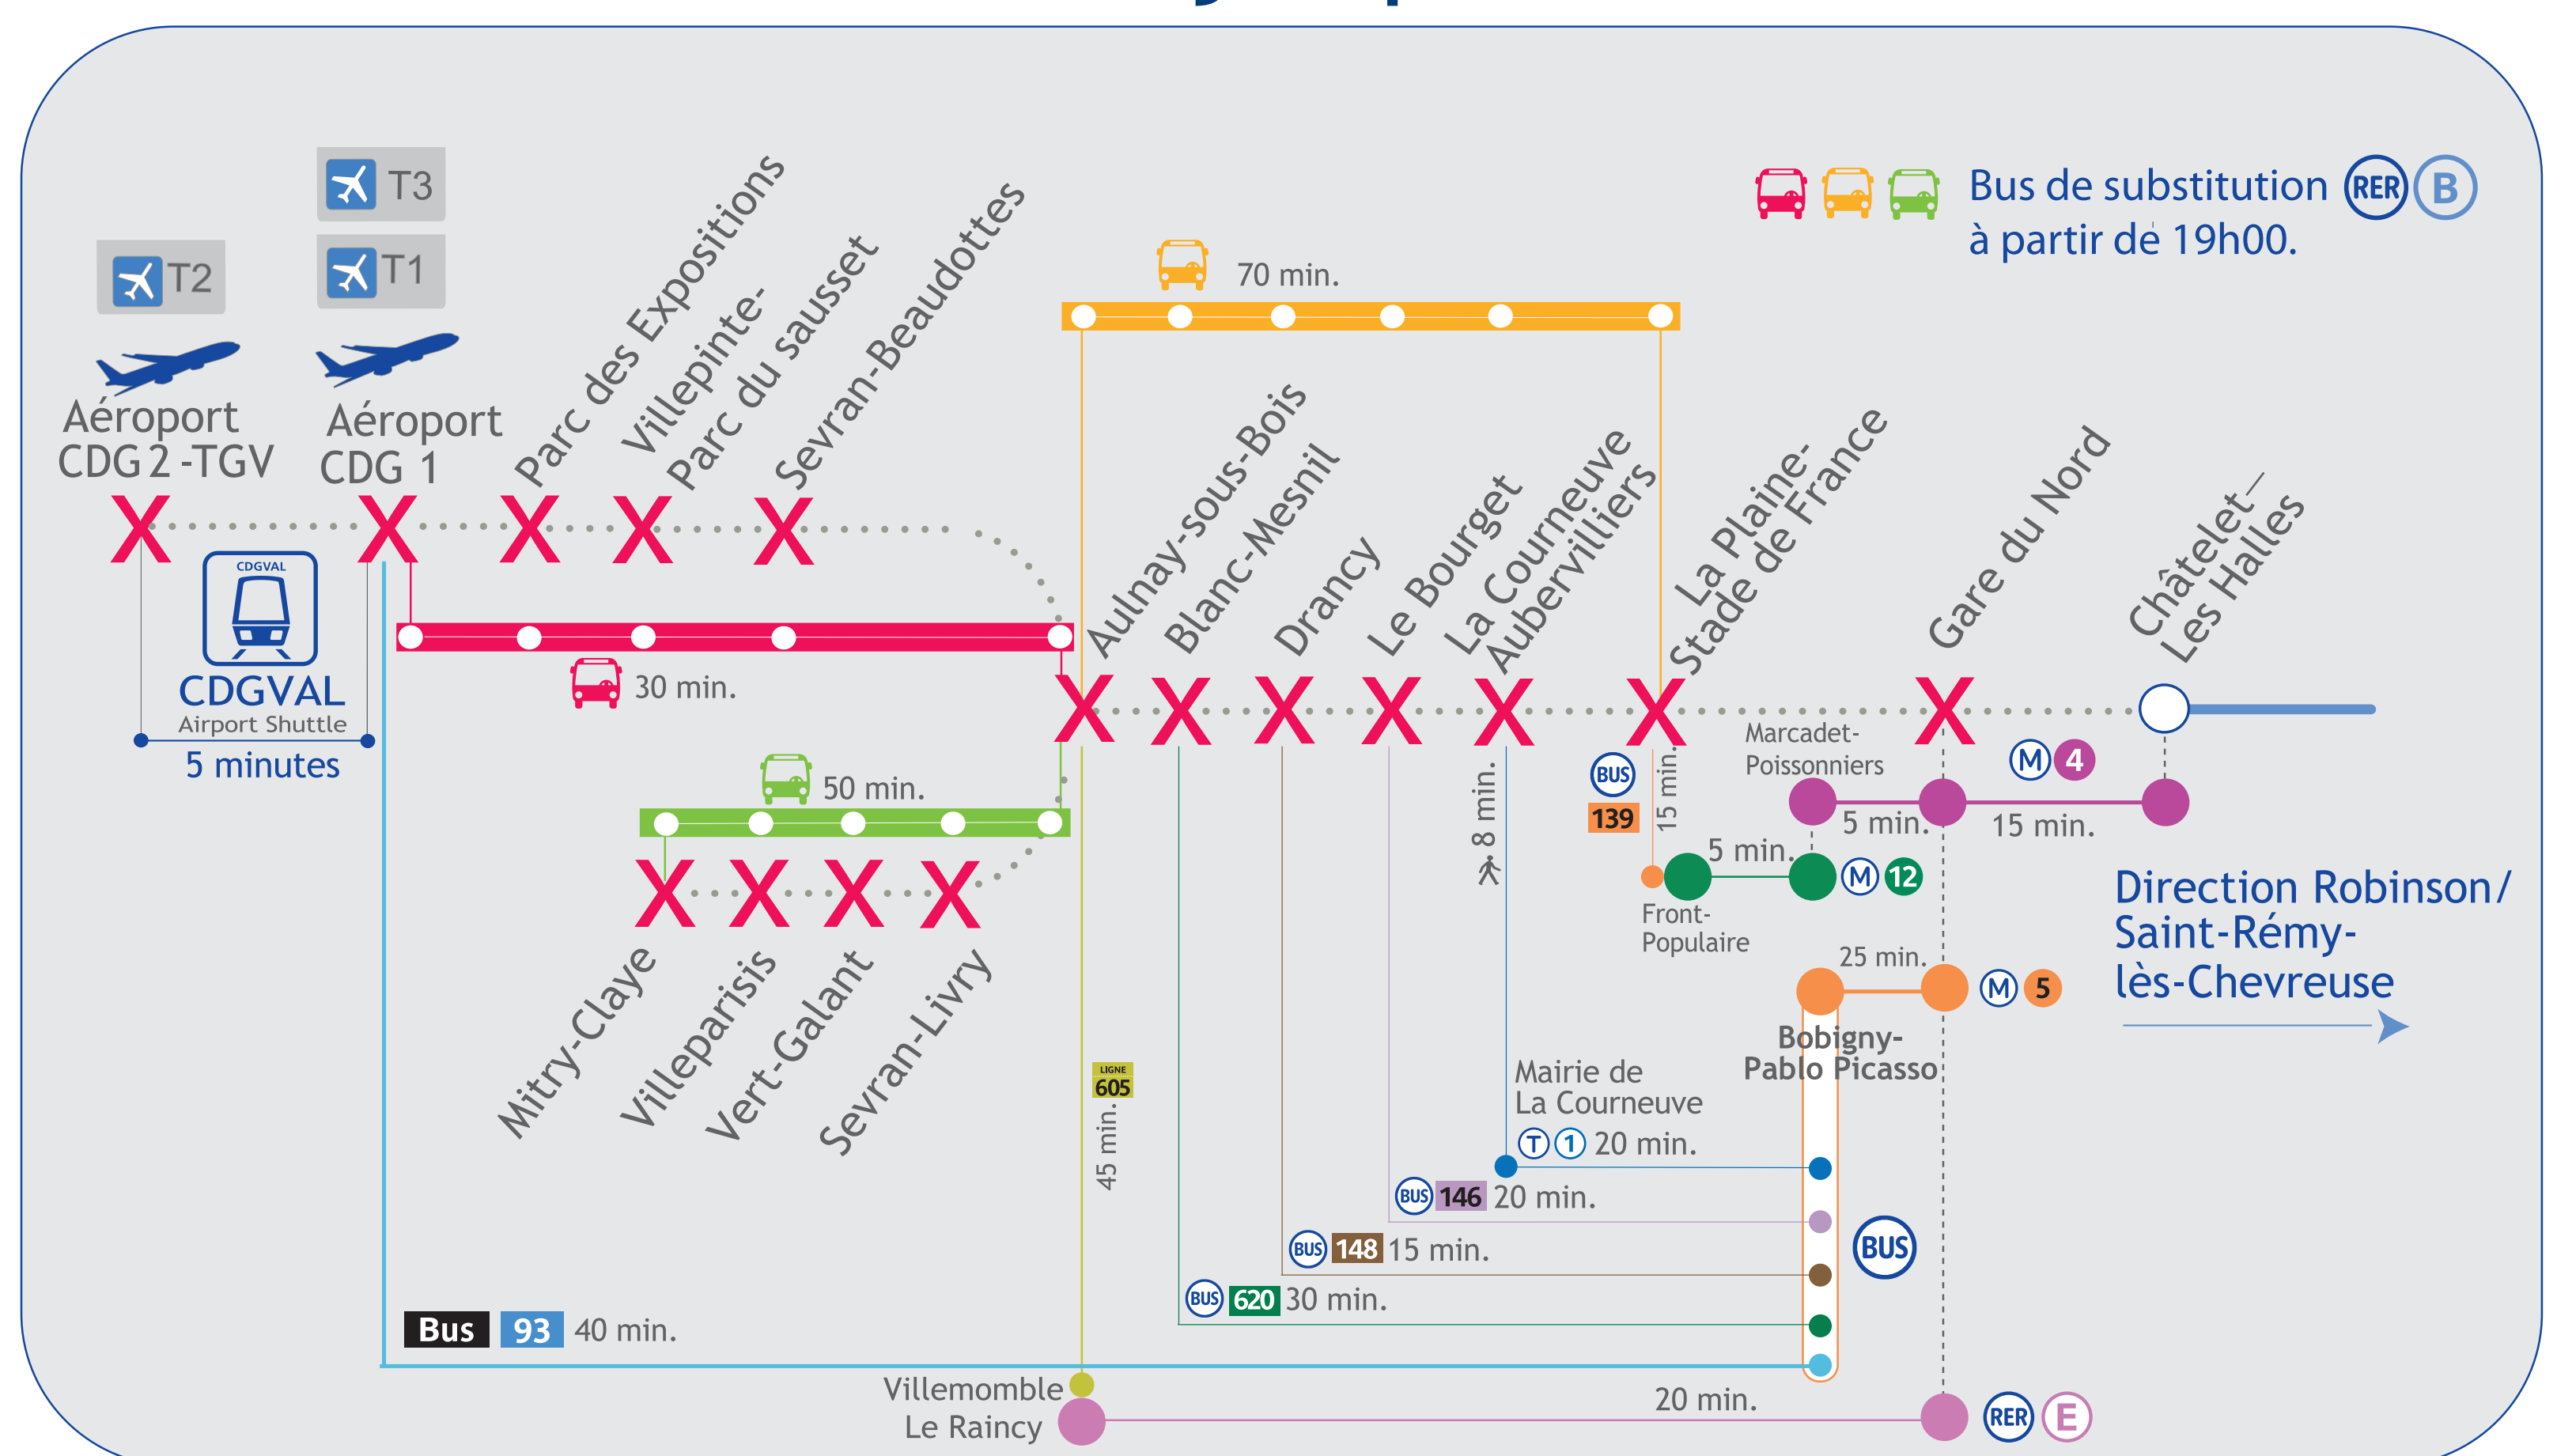 T3
T1
T2
Aéroport
CDG 2 -TGV
Aéroport
CDG 1
Parc des Expositions
Villepinte-
Parc du sausset
Sevran-Beaudottes
70 min.
Bus de substitution RER B
à partir de 19h00.
Aulnay-sous-Bois
Blanc-Mesnil
Drancy
Le Bourget
La Courneuve
Aubervilliers
La Plaine-
Stade de France
Gare du Nord
Châtelet—
Les Halles
CDGVAL
CDGVAL
Airport Shuttle
5 minutes
30 min.
50 min.
Mitry-Claye
Villeparisis
Vert-Galant
Sevran-Livry
8 min.
BUS
139
15 min.
Marcadet-
Poissonniers
M 4
5 min.
15 min.
5 min.
M 12
Front-
Populaire
25 min.
M 5
Bobigny-
Pablo Picasso
Direction Robinson/
Saint-Rémy-
lès-Chevreuse
LIGNE
605
45 min.
Mairie de
La Courneuve
T 1 20 min.
BUS 146 20 min.
BUS 148 15 min.
BUS 620 30 min.
BUS
Bus 93 40 min.
Villemomble
Le Raincy
20 min.
RER E